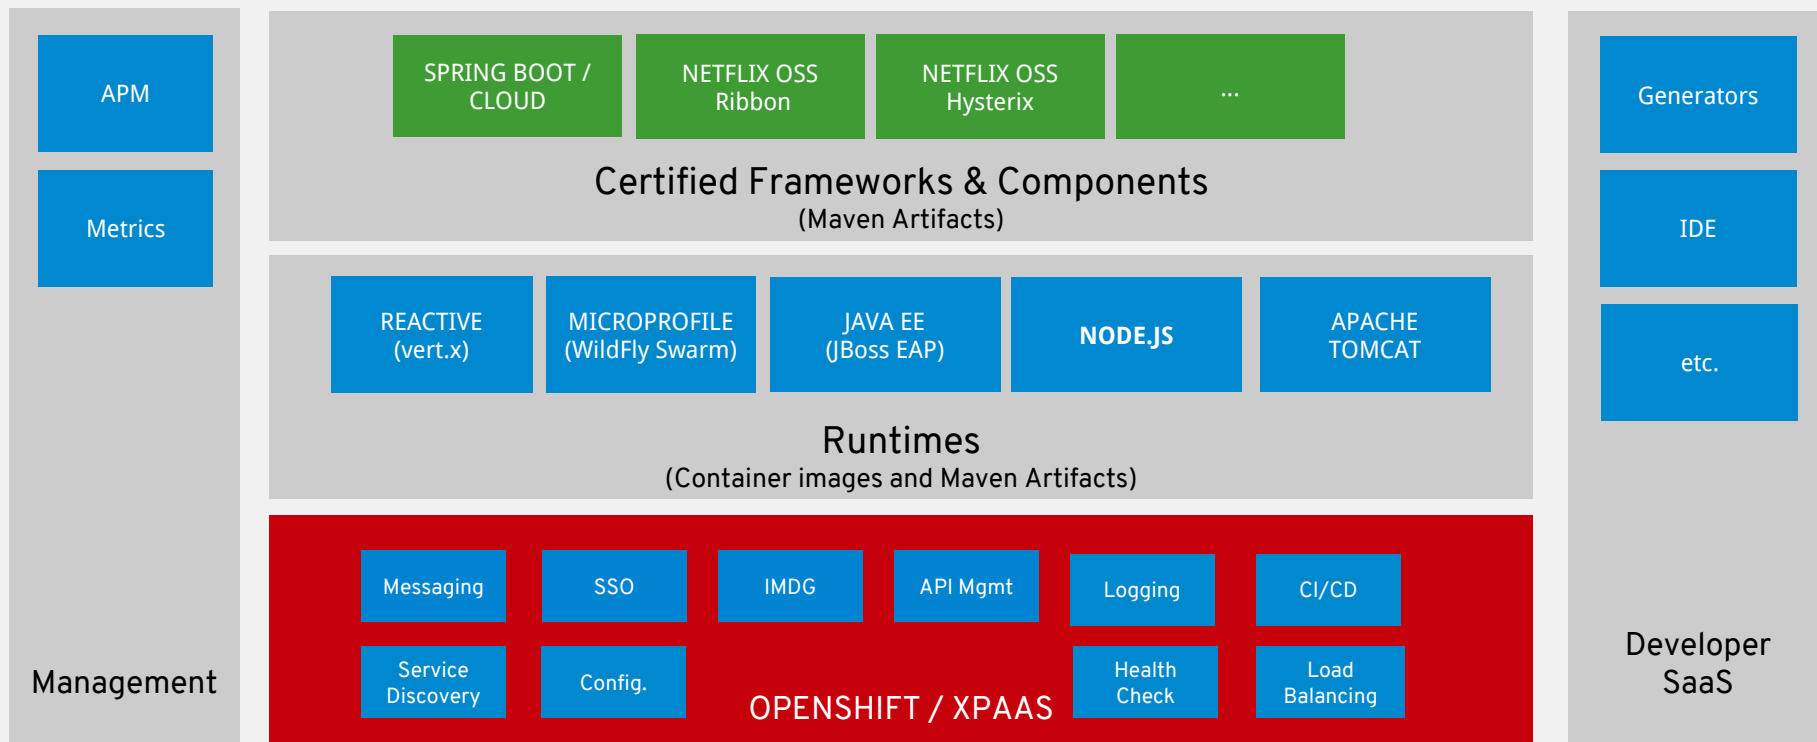 APM
Metrics
Management
SPRING BOOT /
CLOUD
NETFLIX OSS
Ribbon
NETFLIX OSS
Hysterix
...
Certified Frameworks & Components
(Maven Artifacts)
REACTIVE
(vert.x)
MICROPROFILE
(WildFly Swarm)
JAVA EE
(JBoss EAP)
NODE.JS
APACHE
TOMCAT
Runtimes
(Container images and Maven Artifacts)
Messaging
SSO
IMDG
API Mgmt
Logging
CI/CD
Service
Discovery
Config.
Health
Check
Load
Balancing
OPENSHIFT / XPAAS
Generators
IDE
etc.
Developer
SaaS